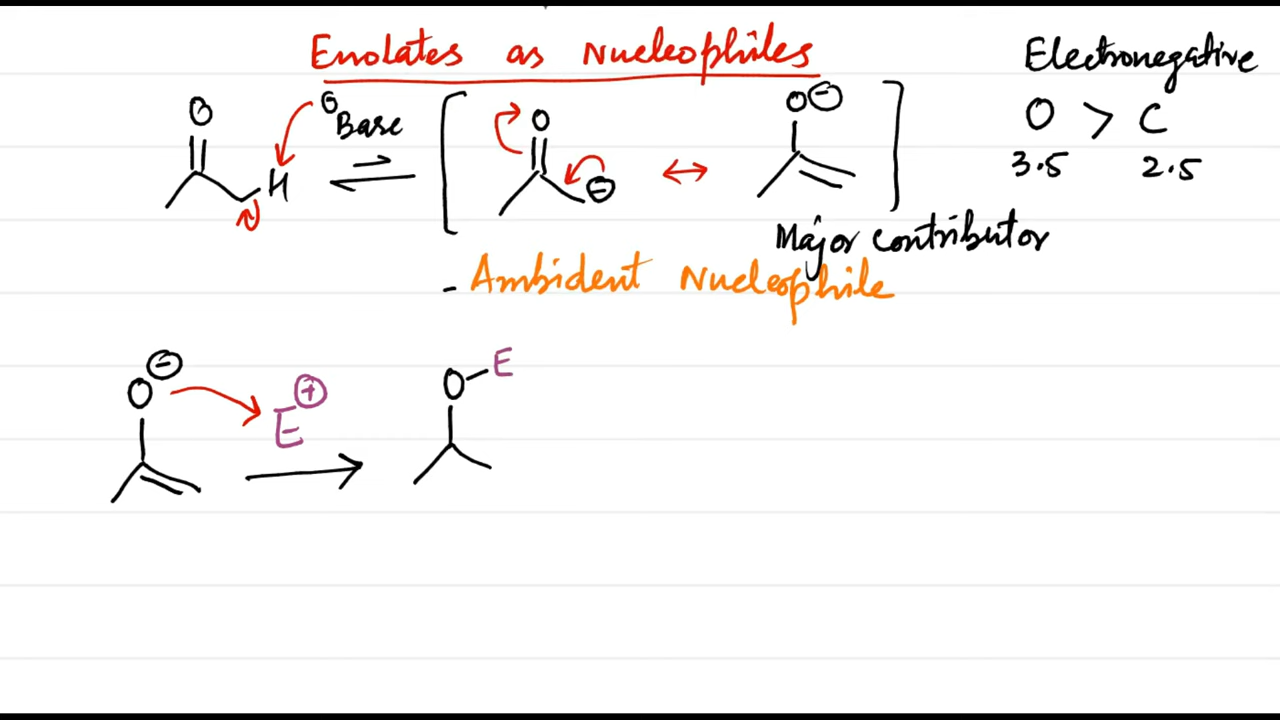 Enolates as Nucleophiles
Electronegative
O > C
3.5 2.5
O
H
⊖
Base
O
⊖
O ⊖
Major contributor
- Ambident Nucleophile
O ⊖
E ⊕
O - E